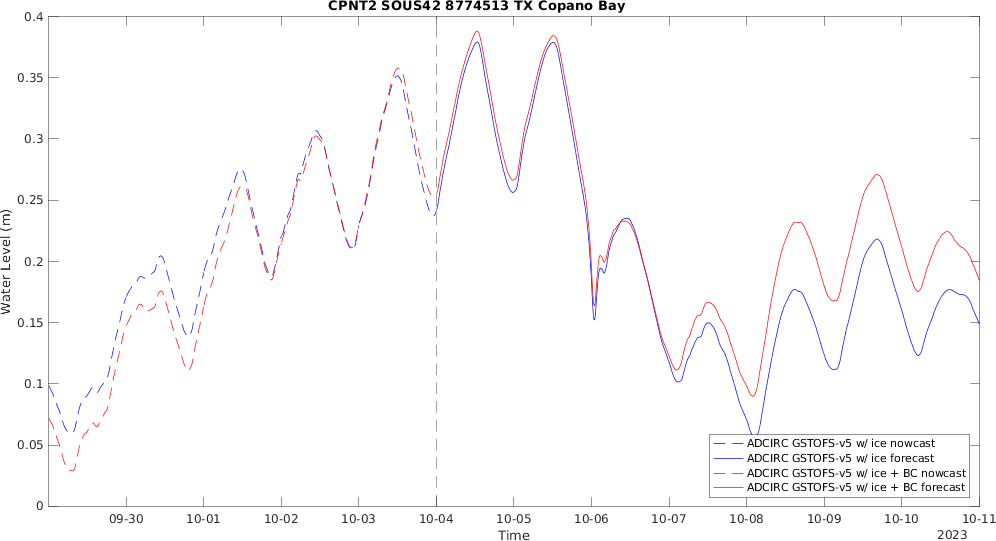 CPNT2 SOUS42 8774513 TX Copano Bay
0.4
0.35
0.3
0.25
0.2
0.15
0.1
0.05
0
Water Level (m)
ADCIRC GSTOFS-v5 w/ ice nowcast
ADCIRC GSTOFS-v5 w/ ice forecast
ADCIRC GSTOFS-v5 w/ ice + BC nowcast
ADCIRC GSTOFS-v5 w/ ice + BC forecast
09-30 10-01 10-02 10-03 10-04 10-05 10-06 10-07 10-08 10-09 10-10 10-11
Time
2023